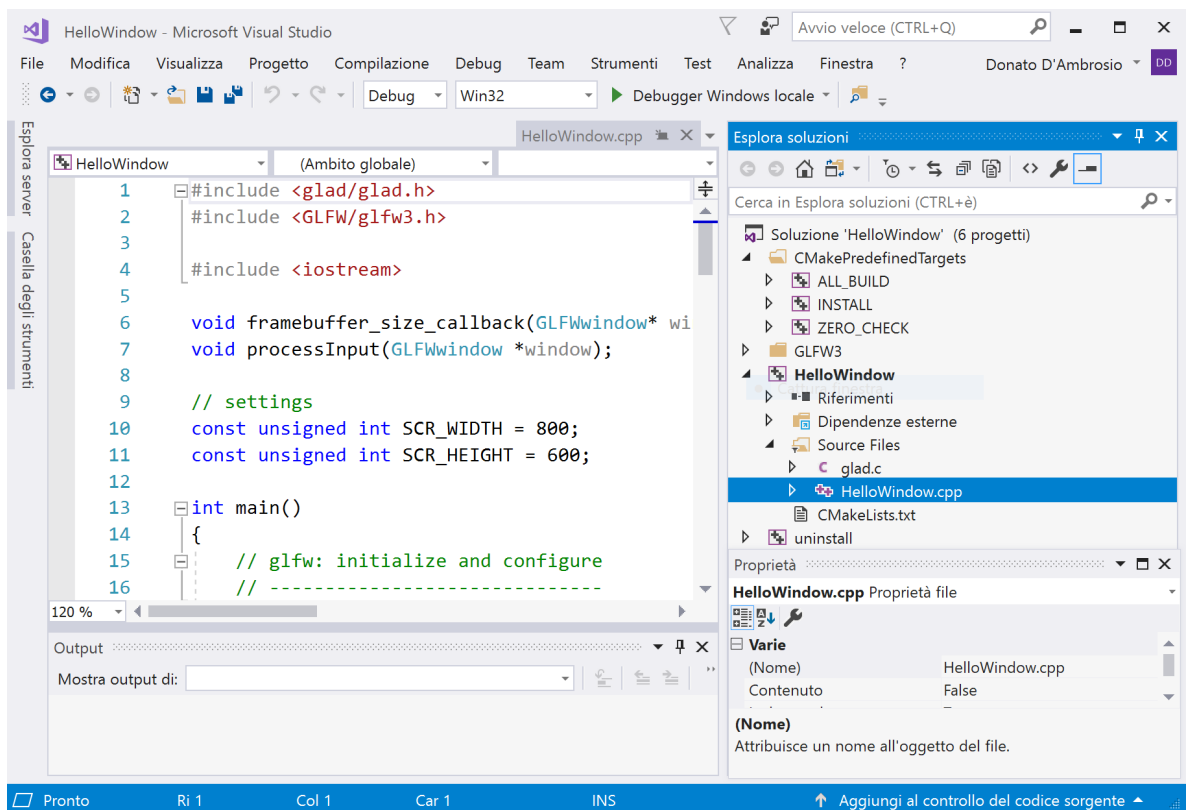 HelloWindow - Microsoft Visual Studio
Avvio veloce (CTRL+Q)
File Modifica Visualizza Progetto Compilazione Debug Team Strumenti Test Analizza Finestra ? Donato D'Ambrosio DD
Debug Win32 Debugger Windows locale
Esplora server
Casella degli strumenti
HelloWindow.cpp
HelloWindow (Ambito globale)
1 #include <glad/glad.h>
2 #include <GLFW/glfw3.h>
3
4 #include <iostream>
5
6 void framebuffer_size_callback(GLFWwindow* wi
7 void processInput(GLFWwindow *window);
8
9 // settings
10 const unsigned int SCR_WIDTH = 800;
11 const unsigned int SCR_HEIGHT = 600;
12
13 int main()
14 {
15 // glfw: initialize and configure
16 // ------------------------------
120 %
Output
Mostra output di:
Esplora soluzioni
Cerca in Esplora soluzioni (CTRL+è)
Soluzione 'HelloWindow' (6 progetti)
CMakePredefinedTargets
ALL_BUILD
INSTALL
ZERO_CHECK
GLFW3
HelloWindow
Riferimenti
Dipendenze esterne
Source Files
C glad.c
HelloWindow.cpp
CMakeLists.txt
uninstall
Proprietà
HelloWindow.cpp Proprietà file
Varie
(Nome) HelloWindow.cpp
Contenuto False
(Nome)
Attribuisce un nome all'oggetto del file.
Pronto Ri 1 Col 1 Car 1 INS Aggiungi al controllo del codice sorgente